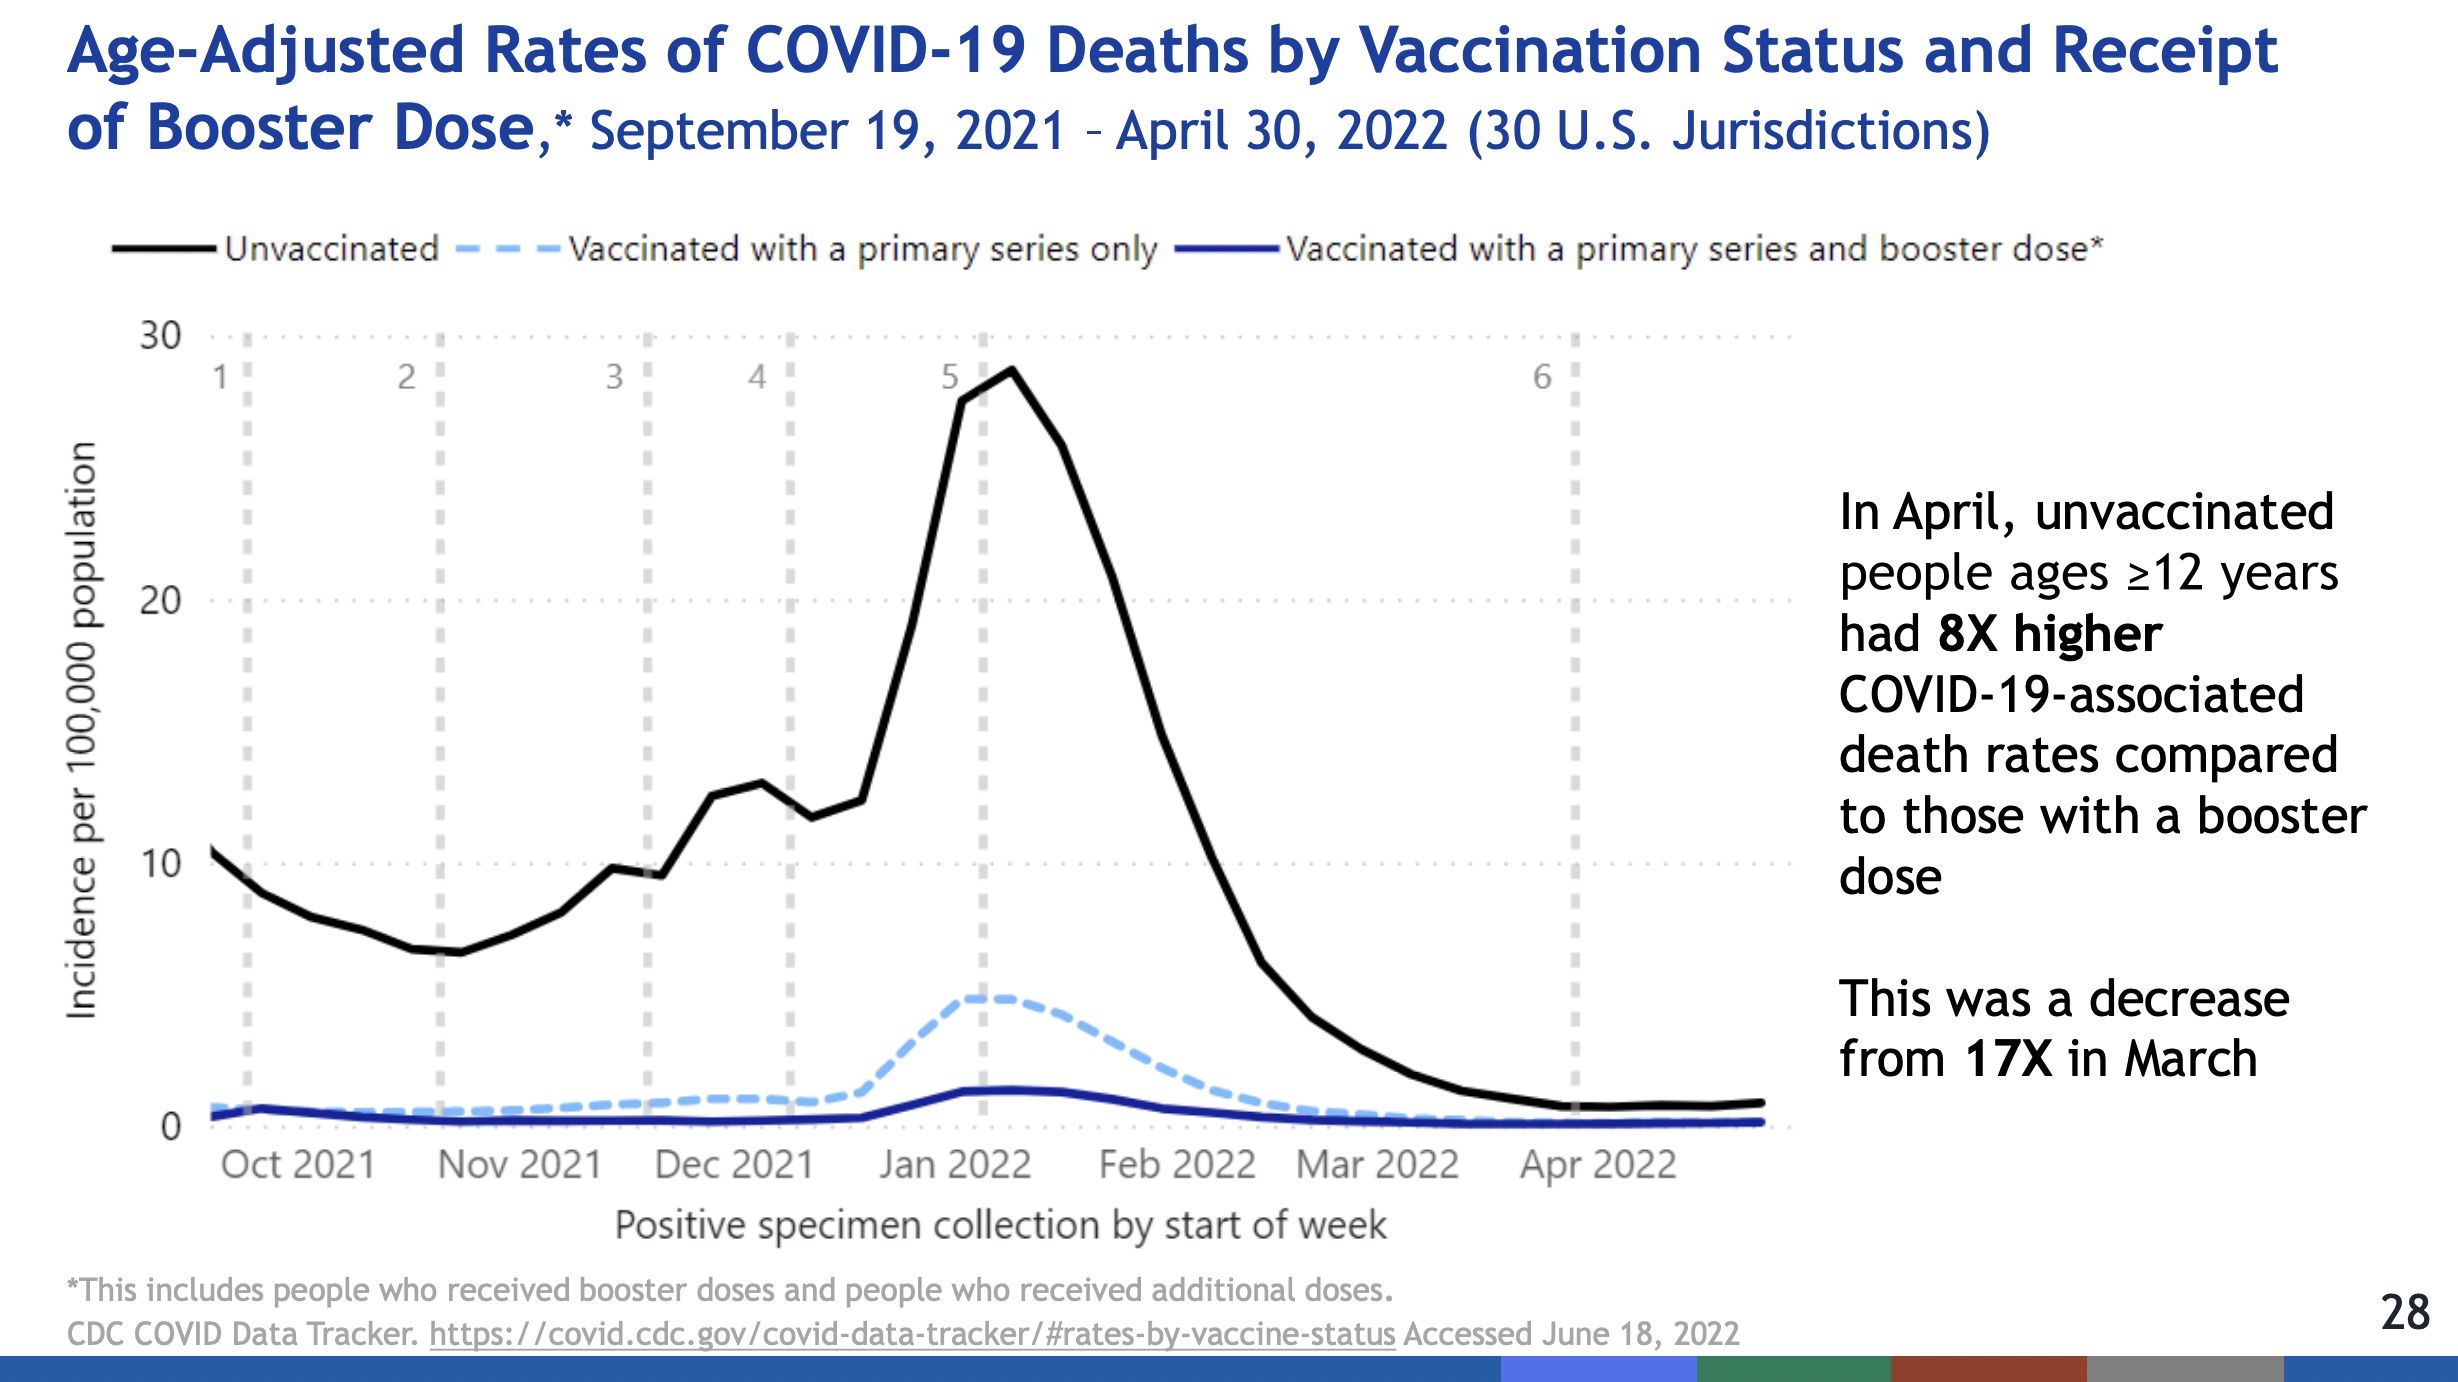 Age-Adjusted Rates of COVID-19 Deaths by Vaccination Status and Receipt
of Booster Dose,* September 19, 2021 – April 30, 2022 (30 U.S. Jurisdictions)
Unvaccinated Vaccinated with a primary series only Vaccinated with a primary series and booster dose*
30
20
10
0
1 2 3 4 5 6
Incidence per 100,000 population
Oct 2021 Nov 2021 Dec 2021 Jan 2022 Feb 2022 Mar 2022 Apr 2022
Positive specimen collection by start of week
In April, unvaccinated
people ages ≥12 years
had 8X higher
COVID-19-associated
death rates compared
to those with a booster
dose
This was a decrease
from 17X in March
*This includes people who received booster doses and people who received additional doses.
CDC COVID Data Tracker. https://covid.cdc.gov/covid-data-tracker/#rates-by-vaccine-status Accessed June 18, 2022
28